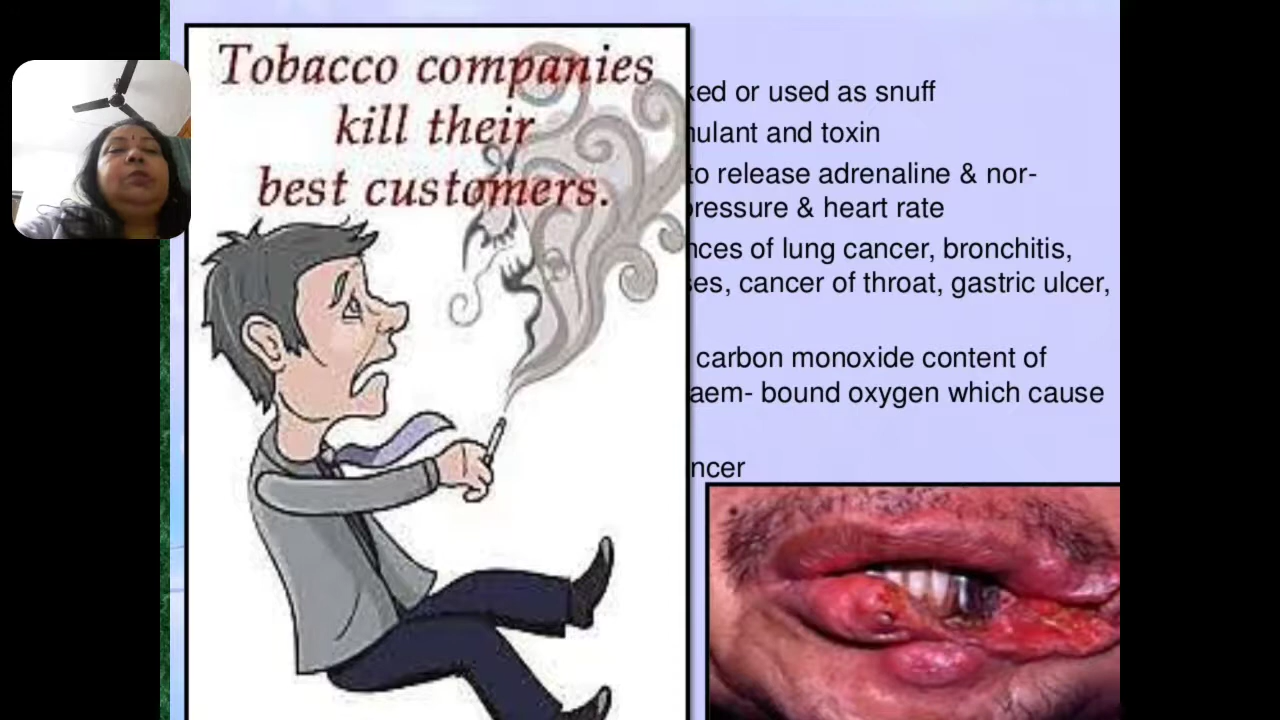 Tobacco companies
kill their
best customers.
ked or used as snuff
ulant and toxin
to release adrenaline & nor-
pressure & heart rate
nces of lung cancer, bronchitis,
ses, cancer of throat, gastric ulcer,
carbon monoxide content of
aem- bound oxygen which cause
ncer